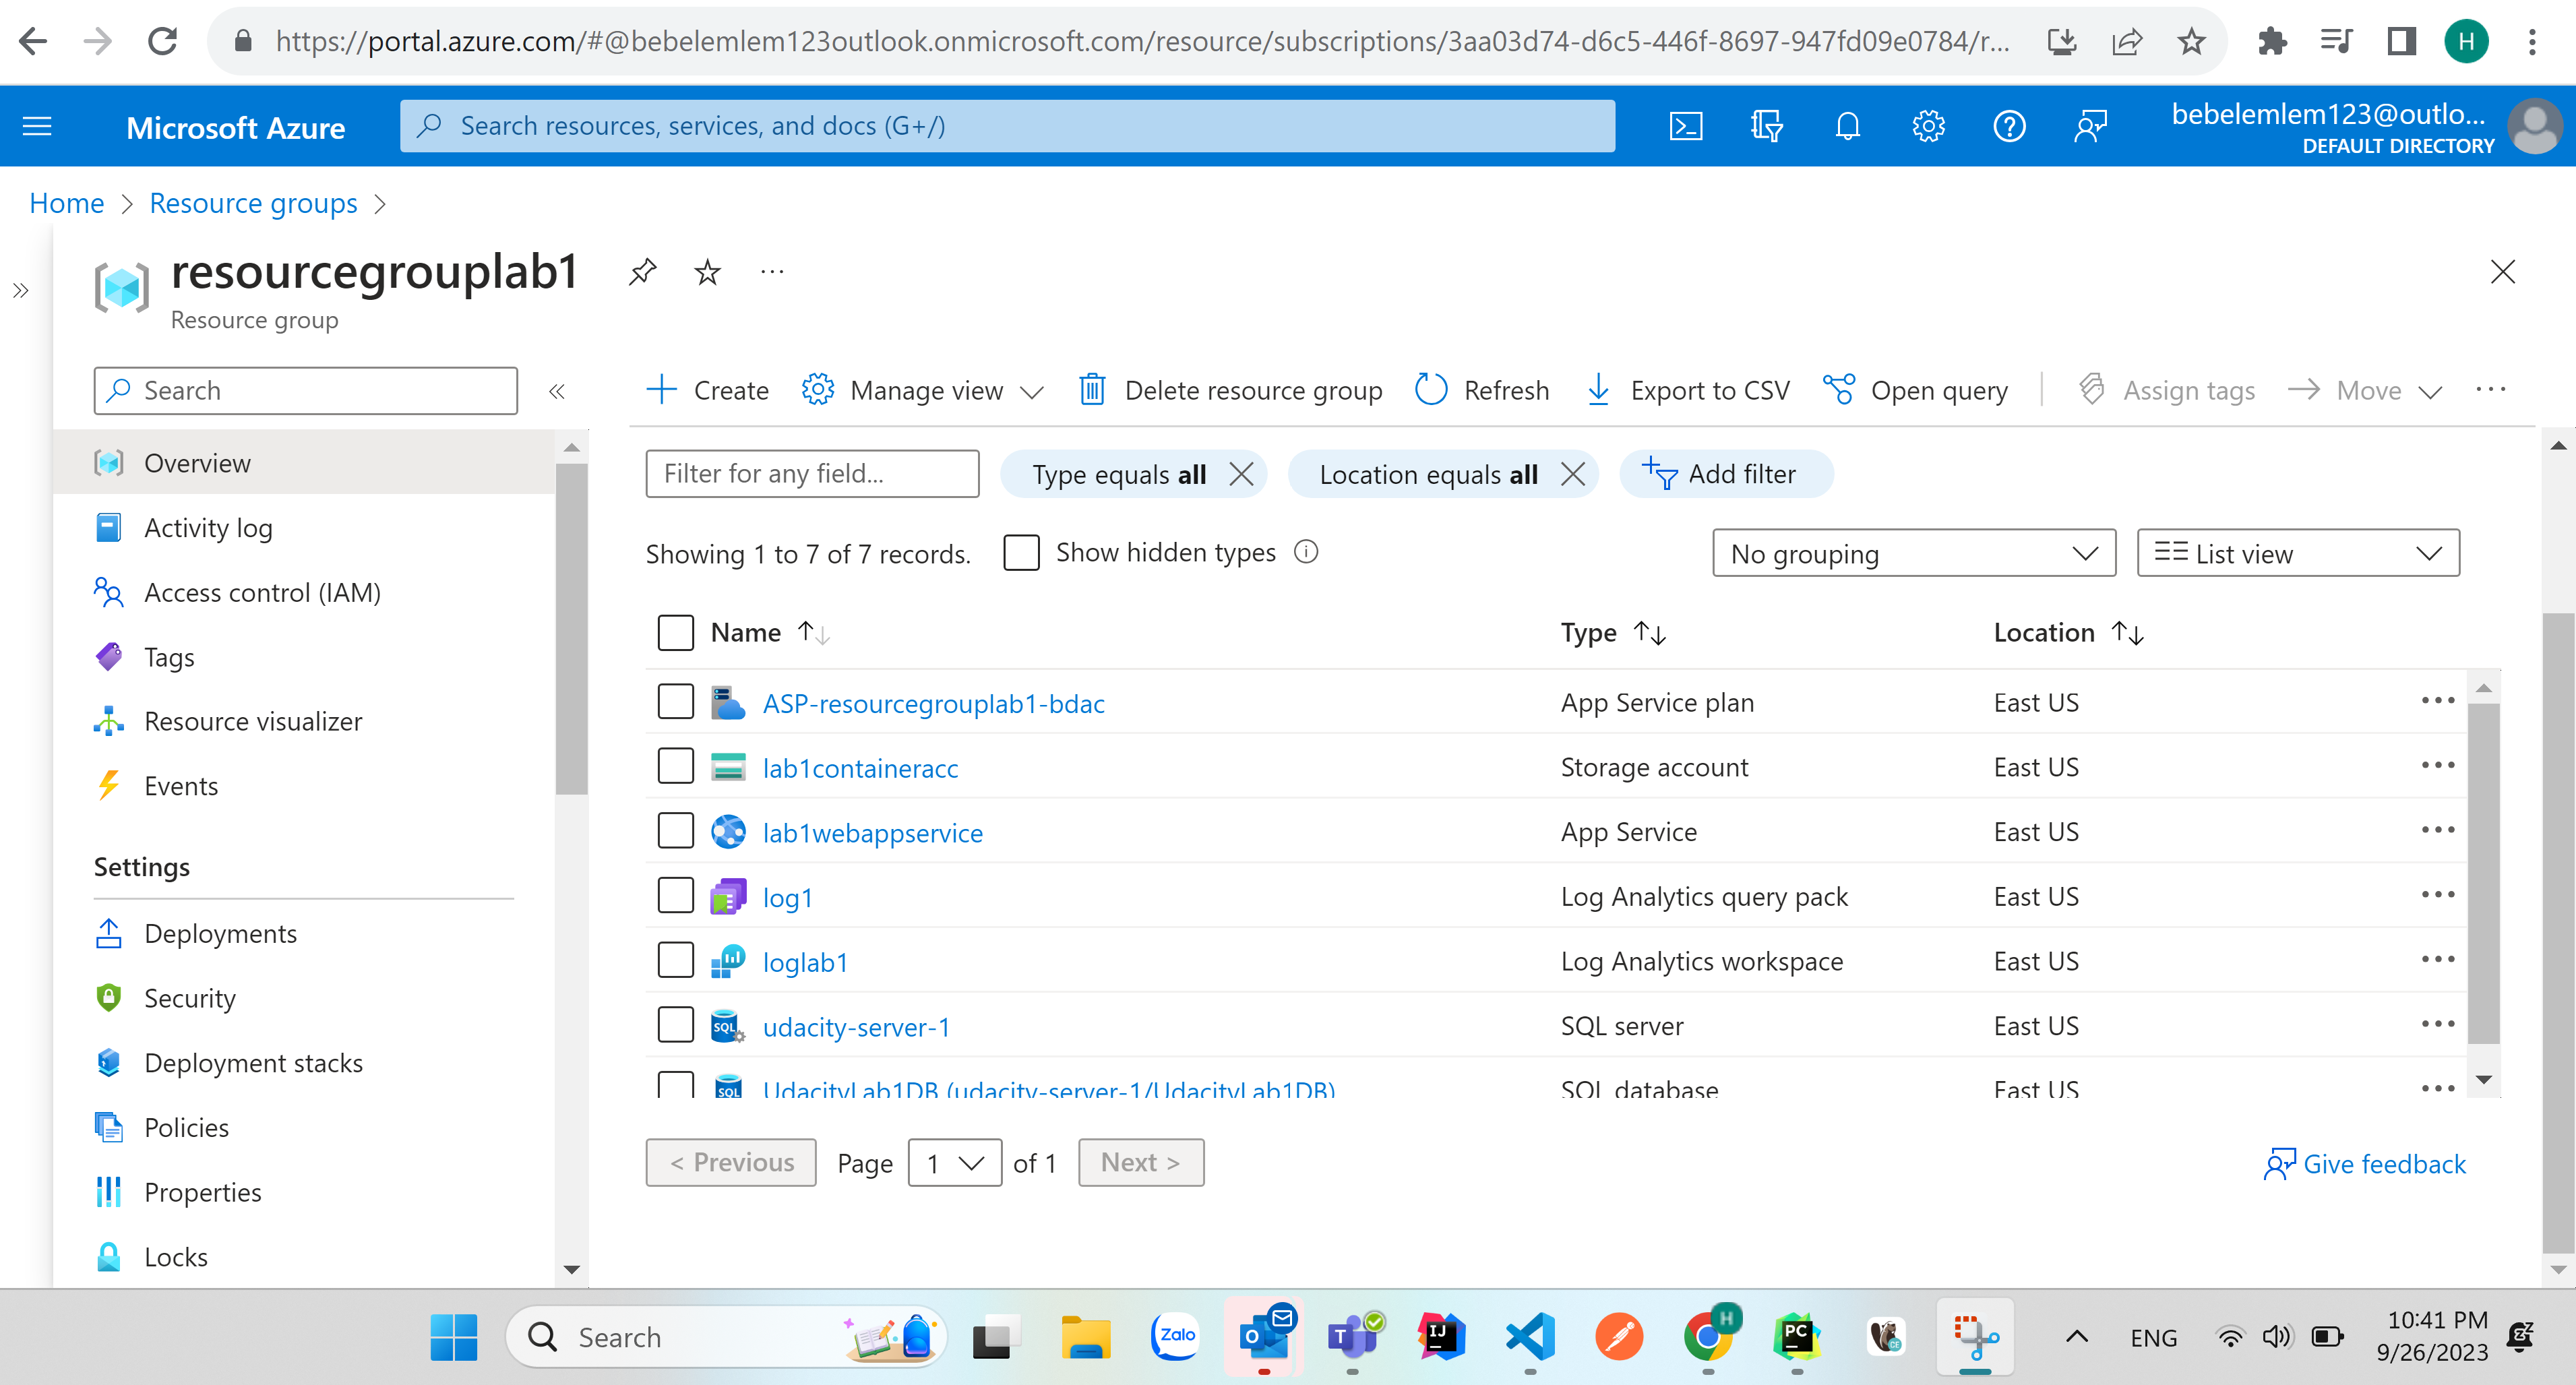 https://portal.azure.com/#@bebelemlem123outlook.onmicrosoft.com/resource/subscriptions/3aa03d74-d6c5-446f-8697-947fd09e0784/r...
H
Microsoft Azure
Search resources, services, and docs (G+/)
bebelemlem123@outlo...
DEFAULT DIRECTORY
Home > Resource groups >
resourcegrouplab1
Resource group
Search
Create
Manage view
Delete resource group
Refresh
Export to CSV
Open query
Assign tags
Move
Overview
Activity log
Access control (IAM)
Tags
Resource visualizer
Events
Settings
Deployments
Security
Deployment stacks
Policies
Properties
Locks
Filter for any field...
Type equals all
Location equals all
Add filter
Showing 1 to 7 of 7 records.
Show hidden types
No grouping
List view
Name Type Location
ASP-resourcegrouplab1-bdac App Service plan East US
lab1containeracc Storage account East US
lab1webappservice App Service East US
log1 Log Analytics query pack East US
loglab1 Log Analytics workspace East US
udacity-server-1 SQL server East US
UdacityLab1DB (udacity-server-1/UdacityLab1DB) SQL database East US
< Previous Page 1 of 1 Next >
Give feedback
Search
Zalo
ENG
10:41 PM
9/26/2023